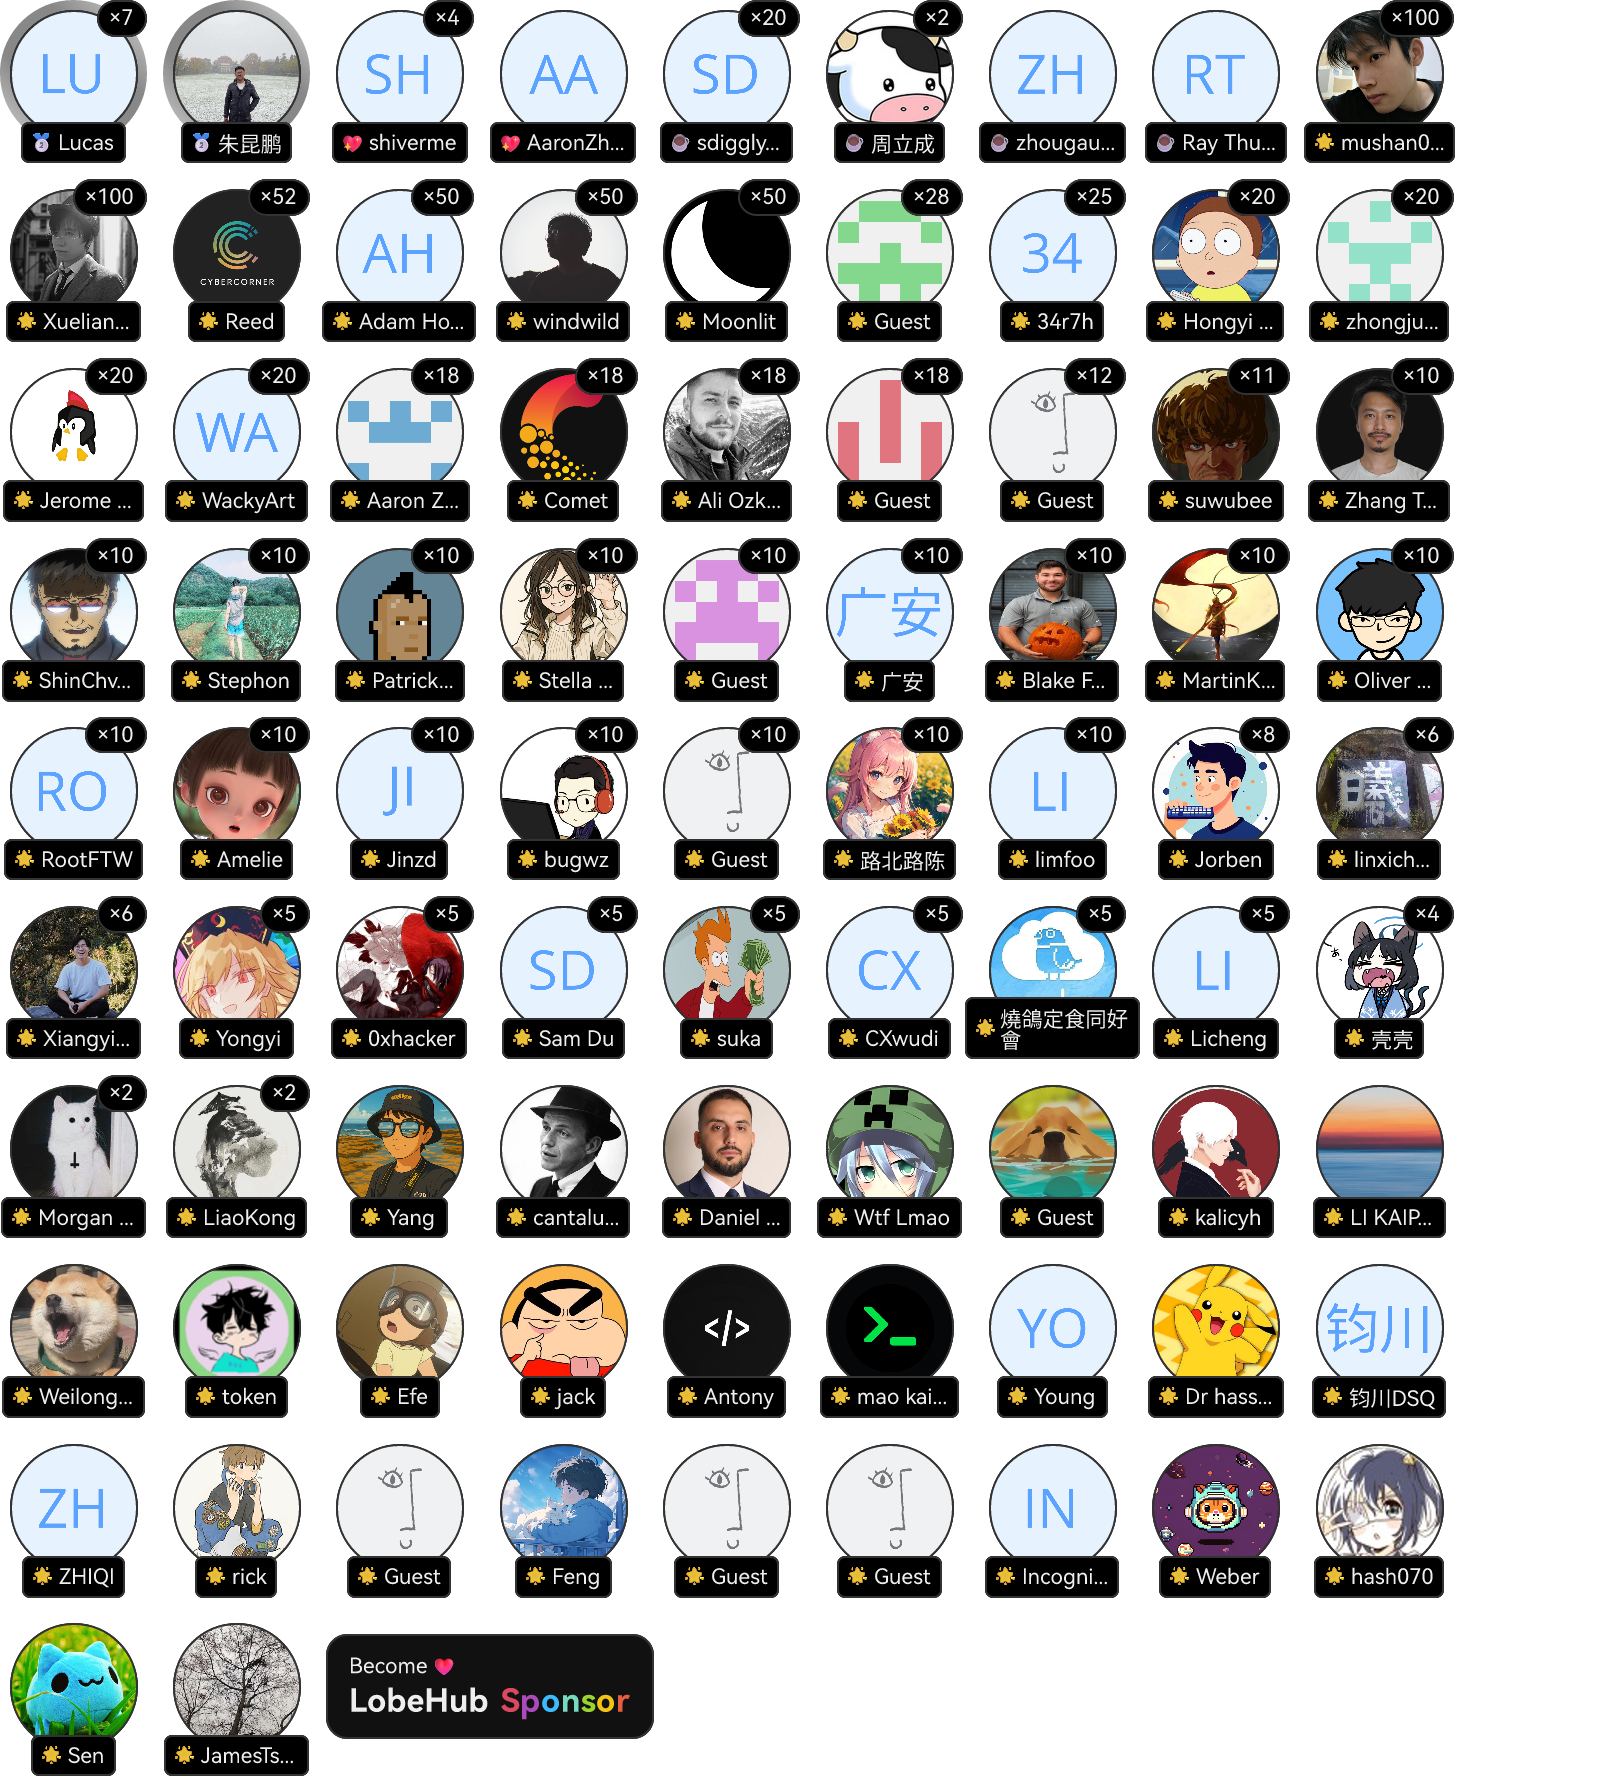 ×7
LU
Lucas
朱昆鹏
×4
SH
shiverme
AA
AaronZh...
×20
SD
sdiggly...
×2
周立成
ZH
zhougau...
RT
Ray Thu...
×100
mushan0...
×100
Xuelian...
×52
CYBERCORNER
Reed
×50
AH
Adam Ho...
×50
windwild
×50
Moonlit
×28
Guest
×25
34
34r7h
×20
Hongyi ...
×20
zhongju...
×20
Jerome ...
×20
WA
WackyArt
×18
Aaron Z...
×18
Comet
×18
Ali Ozk...
×18
Guest
×12
Guest
×11
suwubee
×10
Zhang T...
×10
ShinChv...
×10
Stephon
×10
Patrick...
×10
Stella ...
×10
Guest
×10
广安
广安
×10
Blake F...
×10
MartinK...
×10
Oliver ...
×10
RO
RootFTW
×10
Amelie
×10
JI
Jinzd
×10
bugwz
×10
Guest
×10
路北路陈
×10
LI
limfoo
×8
Jorben
×6
linxich...
×6
Xiangyi...
×5
Yongyi
×5
0xhacker
×5
SD
Sam Du
×5
suka
×5
CX
CXwudi
×5
燒鴿定食同好
會
×5
LI
Licheng
×4
壳壳
×2
Morgan ...
×2
LiaoKong
Yang
cantalu...
Daniel ...
Wtf Lmao
Guest
kalicyh
LI KAIP...
Weilong...
token
Efe
jack
</>
Antony
>_
mao kai...
YO
Young
Dr hass...
钧川
钧川DSQ
ZH
ZHIQI
rick
Guest
Feng
Guest
Guest
IN
Incogni...
Weber
hash070
Sen
JamesTs...
Become
LobeHub Sponsor